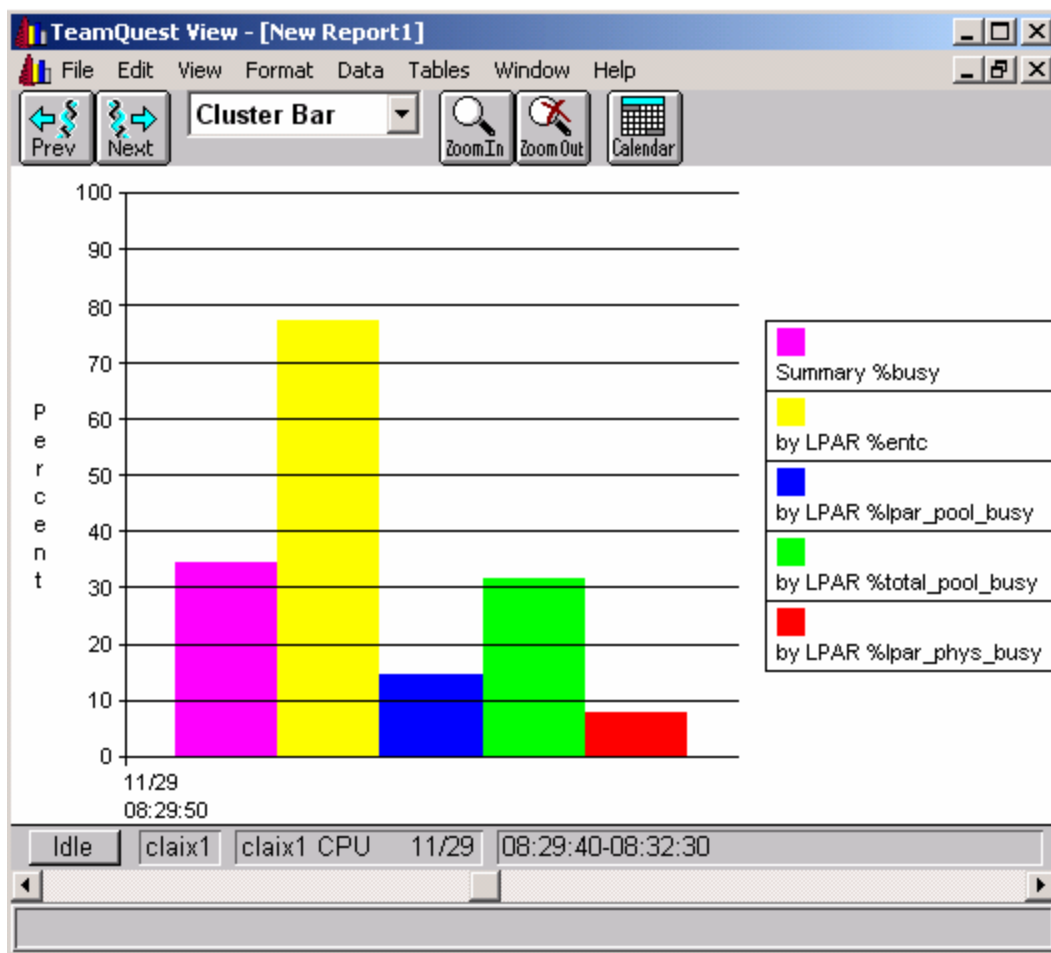 TeamQuest View - [New Report1]
File Edit View Format Data Tables Window Help
Prev Next Cluster Bar ZoomIn Zoom Out Calendar
100
90
80
70
60
50
40
30
20
10
0
Percent
11/29
08:29:50
Summary %busy
by LPAR %entc
by LPAR %lpar_pool_busy
by LPAR %total_pool_busy
by LPAR %lpar_phys_busy
Idle claix1 claix1 CPU 11/29 08:29:40-08:32:30